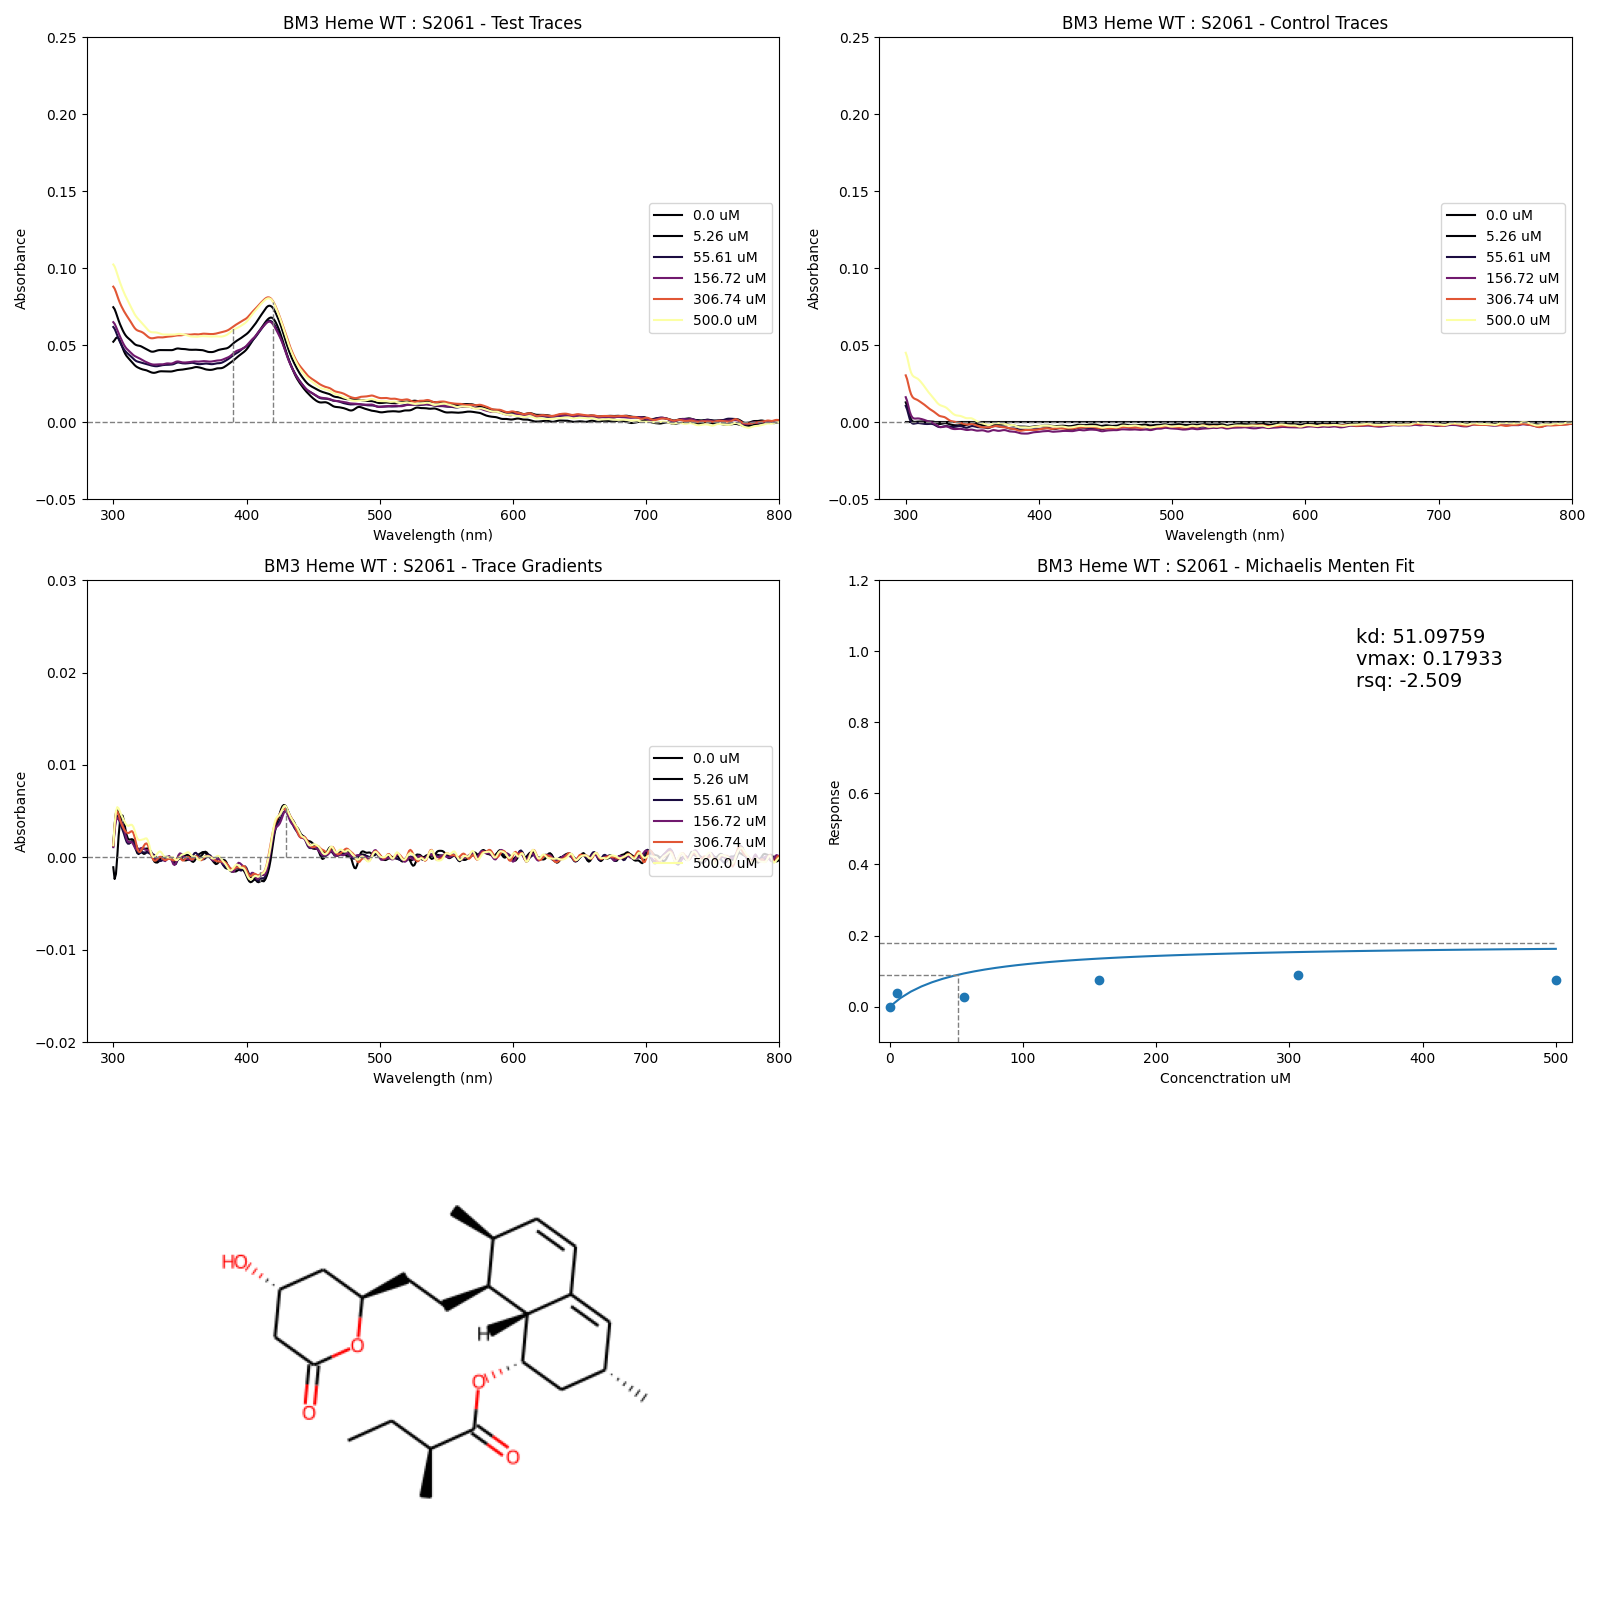 BM3 Heme WT : S2061 - Test Traces
0.25
0.20
0.15
0.10
0.05
0.00
−0.05
Absorbance
300 400 500 600 700 800
Wavelength (nm)
0.0 uM
5.26 uM
55.61 uM
156.72 uM
306.74 uM
500.0 uM
BM3 Heme WT : S2061 - Control Traces
0.25
0.20
0.15
0.10
0.05
0.00
−0.05
Absorbance
300 400 500 600 700 800
Wavelength (nm)
0.0 uM
5.26 uM
55.61 uM
156.72 uM
306.74 uM
500.0 uM
BM3 Heme WT : S2061 - Trace Gradients
0.03
0.02
0.01
0.00
−0.01
−0.02
Absorbance
300 400 500 600 700 800
Wavelength (nm)
0.0 uM
5.26 uM
55.61 uM
156.72 uM
306.74 uM
500.0 uM
BM3 Heme WT : S2061 - Michaelis Menten Fit
1.2
1.0
0.8
0.6
0.4
0.2
0.0
Response
kd: 51.09759
vmax: 0.17933
rsq: -2.509
0 100 200 300 400 500
Concenctration uM
HO
O
O
H
O
O